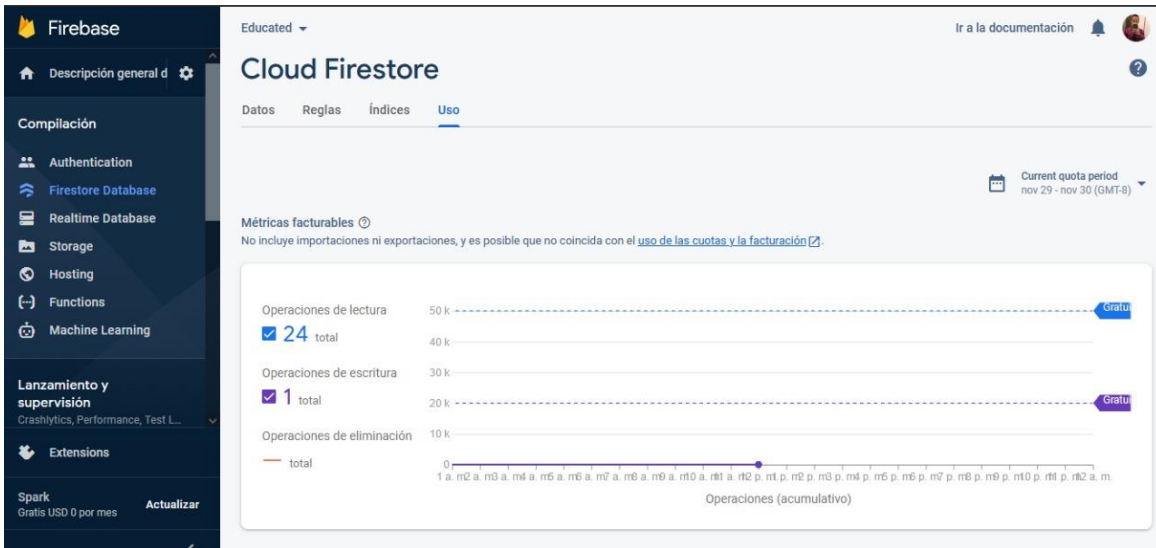 Firebase
Descripción general d
Compilación
Authentication
Firestore Database
Realtime Database
Storage
Hosting
Functions
Machine Learning
Lanzamiento y
supervisión
Crashlytics, Performance, Test L...
Extensions
Spark
Gratis USD 0 por mes
Actualizar
Educated
Ir a la documentación
Cloud Firestore
Datos Reglas Índices Uso
Current quota period
nov 29 - nov 30 (GMT-8)
Métricas facturables
No incluye importaciones ni exportaciones, y es posible que no coincida con el uso de las cuotas y la facturación.
Operaciones de lectura
24 total
Operaciones de escritura
1 total
Operaciones de eliminación
total
50 k
Gratui
40 k
30 k
20 k
Gratui
10 k
0
Operaciones (acumulativo)